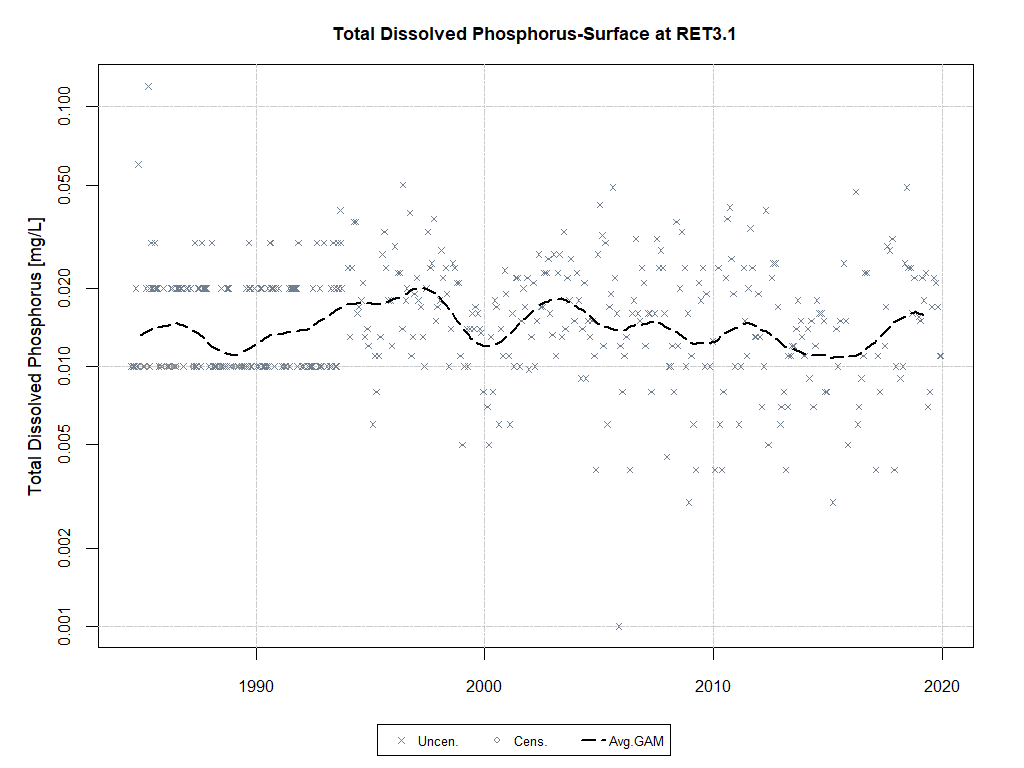 Total Dissolved Phosphorus-Surface at RET3.1
Total Dissolved Phosphorus [mg/L]
0.100
0.050
0.020
0.010
0.005
0.002
0.001
1990 2000 2010 2020
Uncen. Cens. Avg.GAM